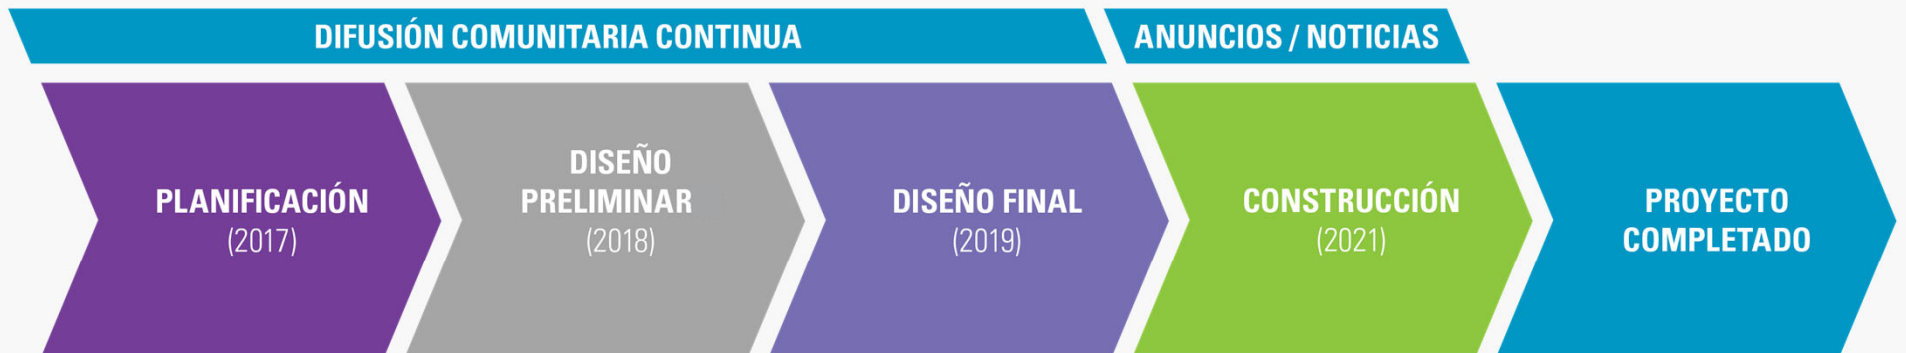 DIFUSIÓN COMUNITARIA CONTINUA
ANUNCIOS / NOTICIAS
PLANIFICACIÓN
(2017)
DISEÑO
PRELIMINAR
(2018)
DISEÑO FINAL
(2019)
CONSTRUCCIÓN
(2021)
PROYECTO
COMPLETADO